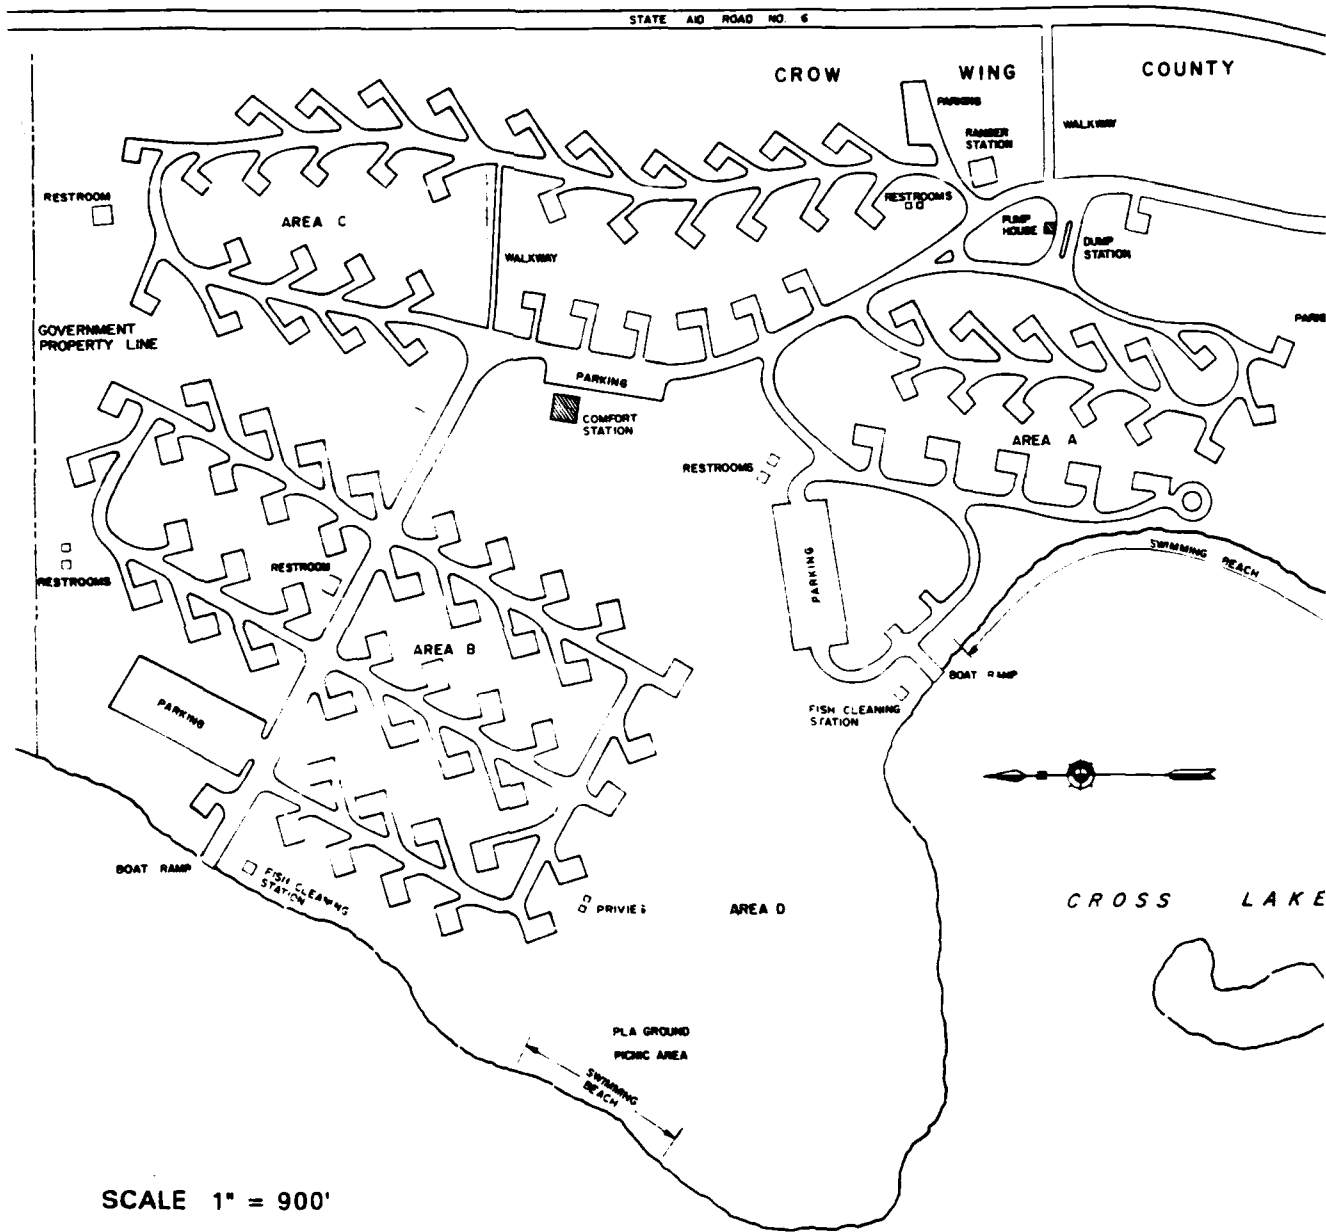 STATE AID ROAD NO. 6
CROW WING COUNTY
PARKING
RANGER
STATION
WALKWAY
RESTROOM
AREA C
RESTROOMS
PUMP
HOUSE
DUMP
STATION
WALKWAY
GOVERNMENT
PROPERTY LINE
PARKING
COMFORT
STATION
AREA A
RESTROOMS
SWIMMING BEACH
RESTROOMS
RESTROOM
PARKING
AREA B
PARKING
BOAT RAMP
FISH CLEANING
STATION
BOAT RAMP
FISH CLEANING
STATION
PRIVIES
AREA D
CROSS LAKE
PLA GROUND
PICNIC AREA
SWIMMING
BEACH
SCALE 1" = 900'